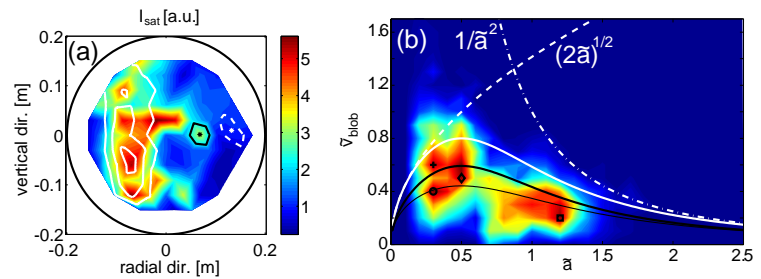 I_sat [a.u.]
(a)
vertical dir. [m]
0.2
0.1
0
-0.1
-0.2
-0.2
0
0.2
radial dir. [m]
5
4
3
2
1
(b)
1/ã²
(2ã)^1/2
ṽ_blob
1.6
1.2
0.8
0.4
0
0
0.5
1
1.5
2
2.5
ã